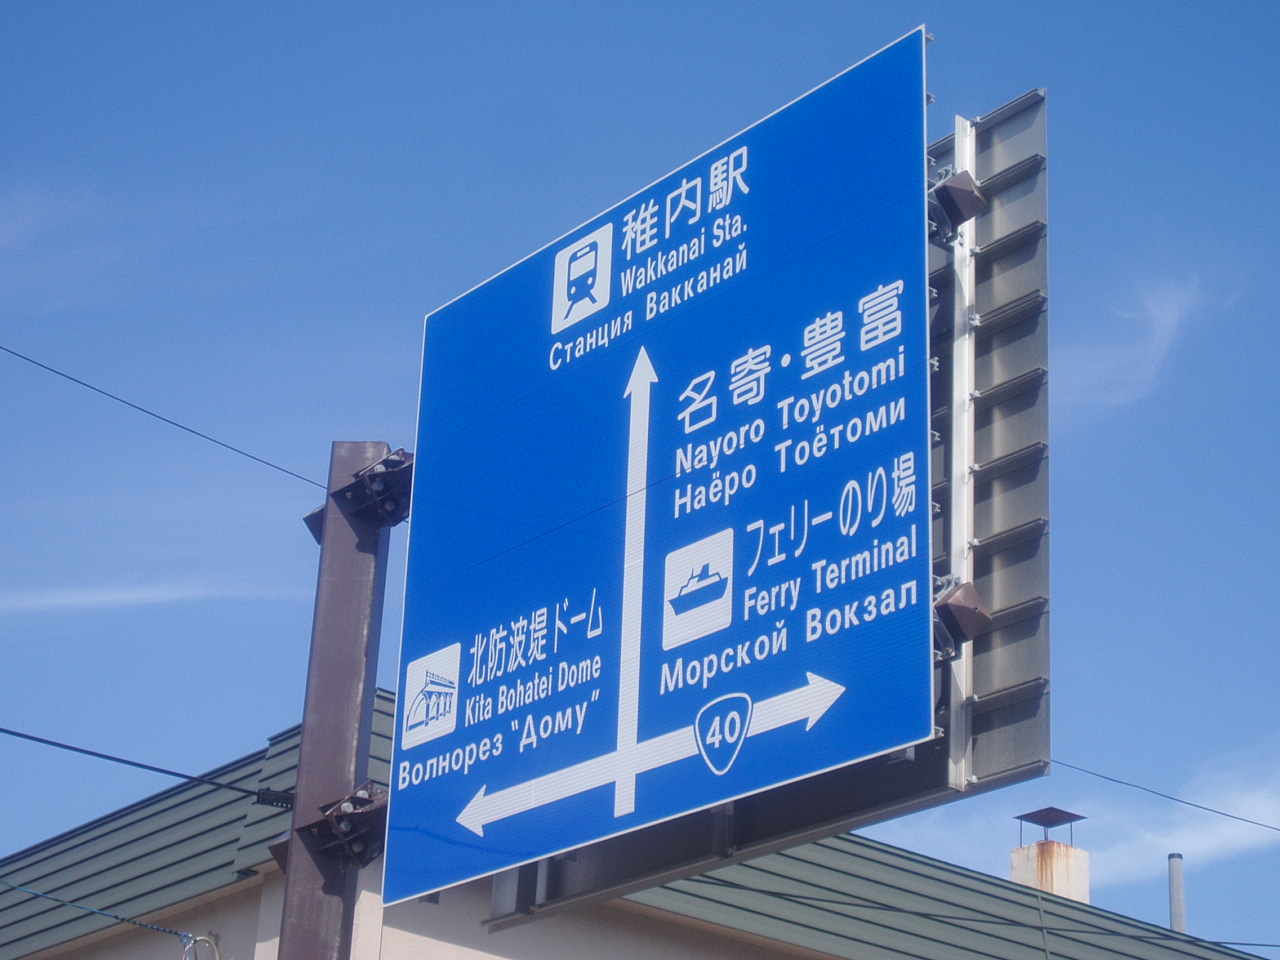 稚内駅
Wakkanai Sta.
Станция Вакканай
名寄・豊富
Nayoro Toyotomi
Наёро Тоётоми
フェリーのり場
Ferry Terminal
Морской Вокзал
北防波堤ドーム
Kita Bohatei Dome
Волнорез "Дому"
40